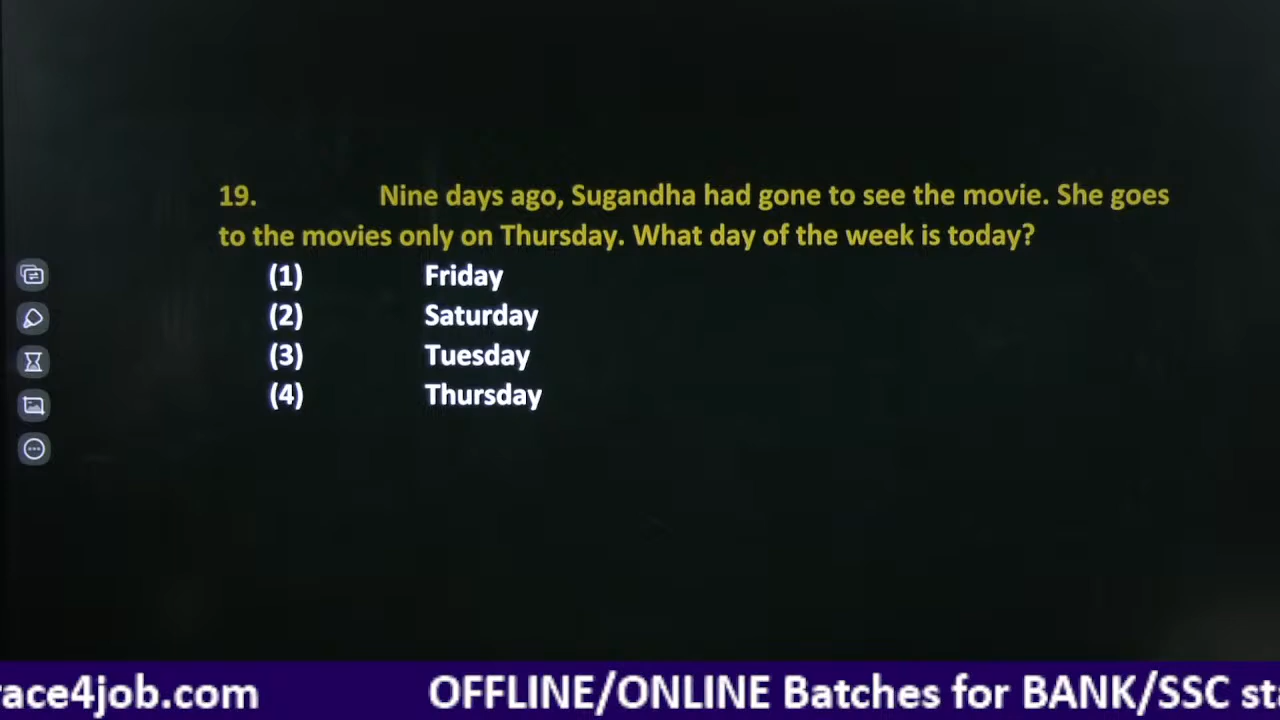 19. Nine days ago, Sugandha had gone to see the movie. She goes
to the movies only on Thursday. What day of the week is today?
(1) Friday
(2) Saturday
(3) Tuesday
(4) Thursday
race4job.com OFFLINE/ONLINE Batches for BANK/SSC sta